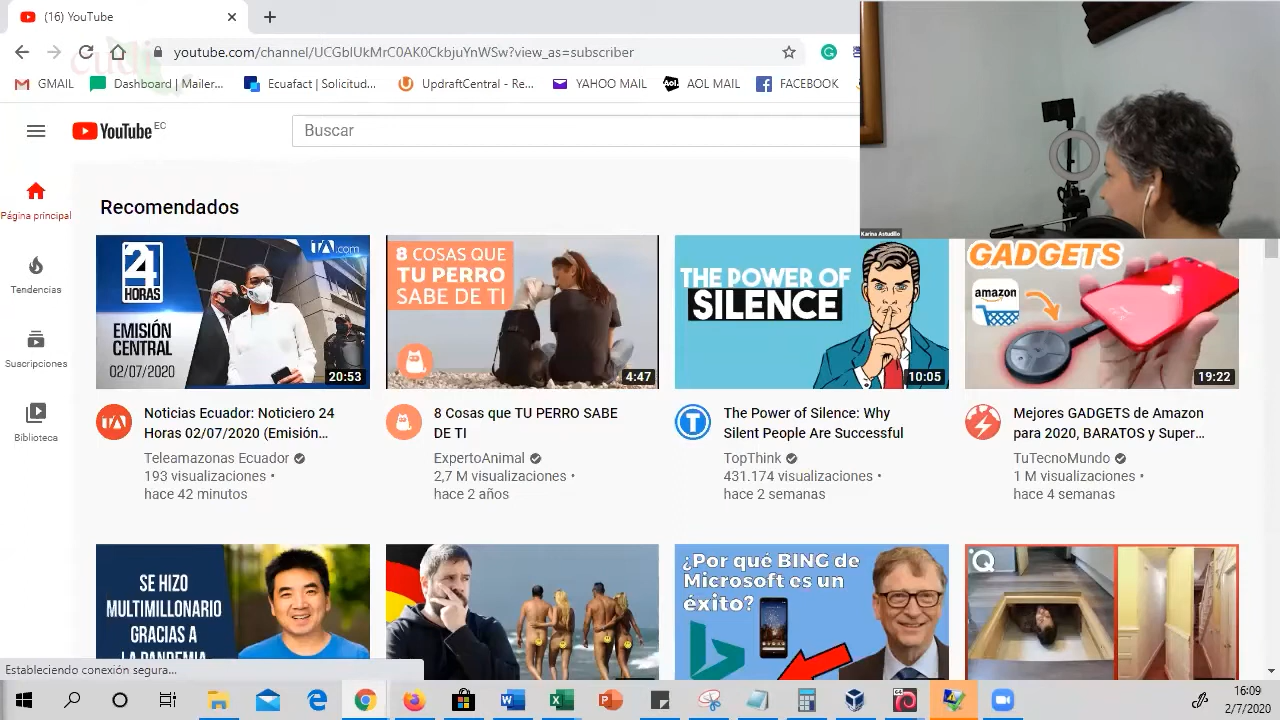 (16) YouTube
youtube.com/channel/UCGblUkMrC0AK0CkbjuYnWSw?view_as=subscriber
GMAIL
Dashboard | Mailer...
Ecuafact | Solicitud...
UpdraftCentral - Re...
YAHOO MAIL
Aol.
AOL MAIL
FACEBOOK
YouTube EC
Buscar
Karina Astudillo
Página principal
Tendencias
Suscripciones
Biblioteca
Recomendados
24
HORAS
EMISIÓN
CENTRAL
02/07/2020
.com
20:53
8 COSAS QUE
TU PERRO
SABE DE TI
4:47
THE POWER OF
SILENCE
10:05
GADGETS
amazon
19:22
Noticias Ecuador: Noticiero 24
Horas 02/07/2020 (Emisión...
Teleamazonas Ecuador
193 visualizaciones •
hace 42 minutos
8 Cosas que TU PERRO SABE
DE TI
ExpertoAnimal
2,7 M visualizaciones •
hace 2 años
The Power of Silence: Why
Silent People Are Successful
TopThink
431.174 visualizaciones •
hace 2 semanas
Mejores GADGETS de Amazon
para 2020, BARATOS y Super...
TuTecnoMundo
1 M visualizaciones •
hace 4 semanas
SE HIZO
MULTIMILLONARIO
GRACIAS A
LA PANDEMIA
¿Por qué BING de
Microsoft es un
éxito?
Q
Estableciendo conexión segura...
64
16:09
2/7/2020